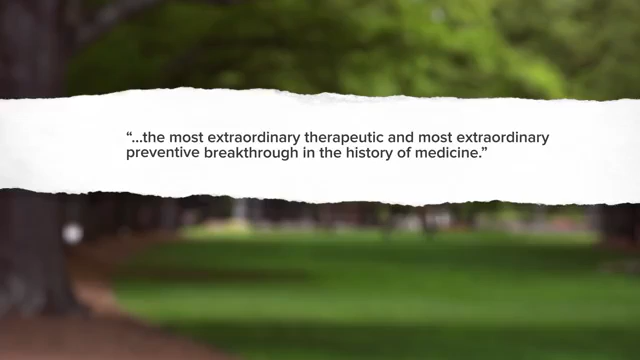 “...the most extraordinary therapeutic and most extraordinary
preventive breakthrough in the history of medicine.”